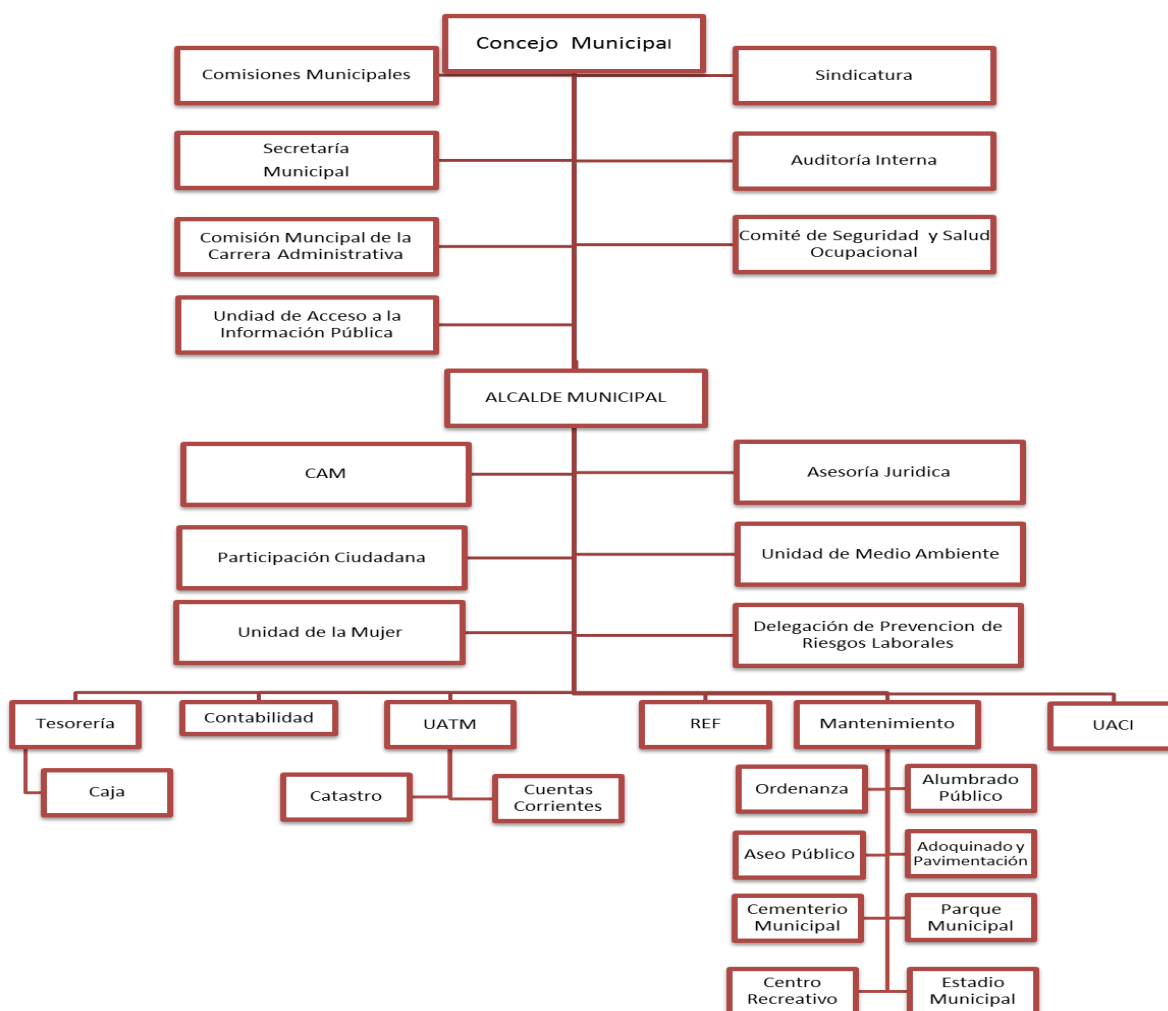 Concejo Municipal
Comisiones Municipales
Sindicatura
Secretaría
Municipal
Auditoría Interna
Comisión Muncipal de la
Carrera Administrativa
Comité de Seguridad y Salud
Ocupacional
Undiad de Acceso a la
Información Pública
ALCALDE MUNICIPAL
CAM
Asesoría Juridica
Participación Ciudadana
Unidad de Medio Ambiente
Unidad de la Mujer
Delegación de Prevencion de
Riesgos Laborales
Tesorería
Contabilidad
UATM
REF
Mantenimiento
UACI
Caja
Catastro
Cuentas
Corrientes
Ordenanza
Alumbrado
Público
Aseo Público
Adoquinado y
Pavimentación
Cementerio
Municipal
Parque
Municipal
Centro
Recreativo
Estadio
Municipal